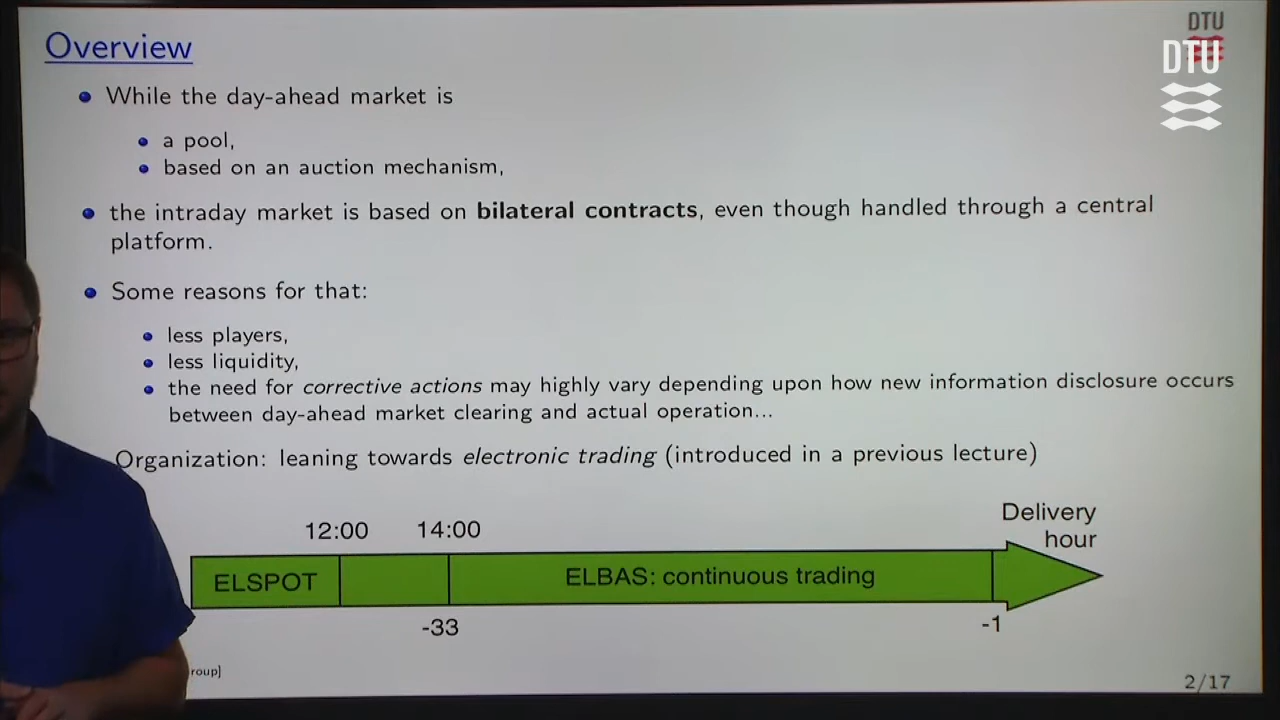 DTU
DTU
Overview
While the day-ahead market is
a pool,
based on an auction mechanism,
the intraday market is based on bilateral contracts, even though handled through a central
platform.
Some reasons for that:
less players,
less liquidity,
the need for corrective actions may highly vary depending upon how new information disclosure occurs
between day-ahead market clearing and actual operation...
Organization: leaning towards electronic trading (introduced in a previous lecture)
12:00 14:00 Delivery
hour
ELSPOT ELBAS: continuous trading
-33 -1
roup]
2/17